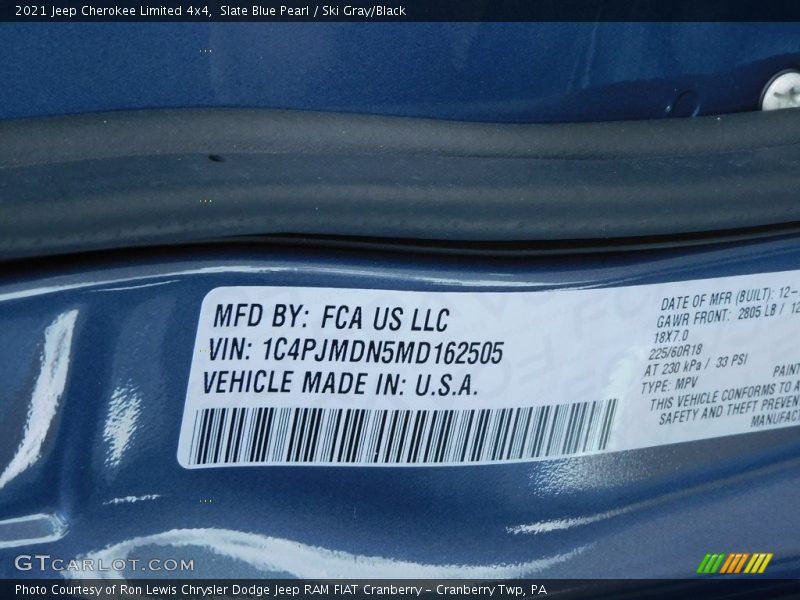 2021 Jeep Cherokee Limited 4x4, Slate Blue Pearl / Ski Gray/Black
MFD BY: FCA US LLC
VIN: 1C4PJMDN5MD162505
VEHICLE MADE IN: U.S.A.
DATE OF MFR (BUILT): 12-
GAWR FRONT: 2805 LB / 12
18X7.0
225/60R18
AT 230 kPa / 33 PSI
TYPE: MPV PAINT
THIS VEHICLE CONFORMS TO A
SAFETY AND THEFT PREVEN
MANUFAC
GTCARLOT.COM
Photo Courtesy of Ron Lewis Chrysler Dodge Jeep RAM FIAT Cranberry - Cranberry Twp, PA